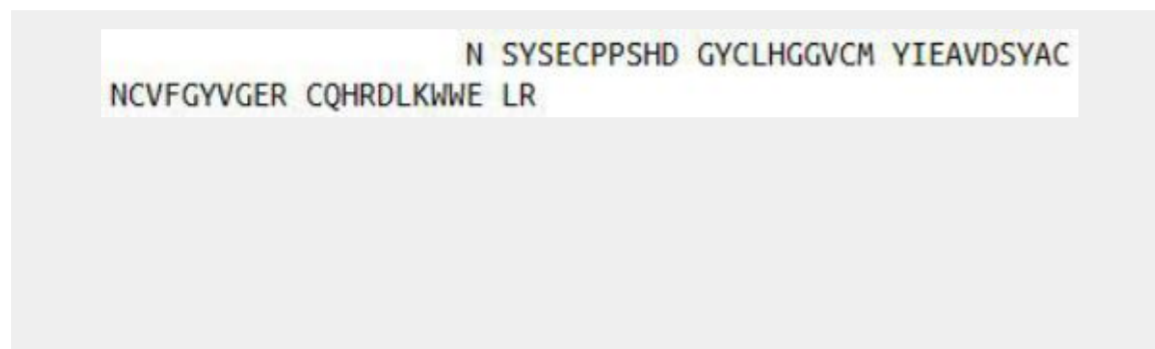 N SYSECPPSHD GYCLHGGVCM YIEAVDSYAC
NCVFGYVGER CQHRDLKWWE LR